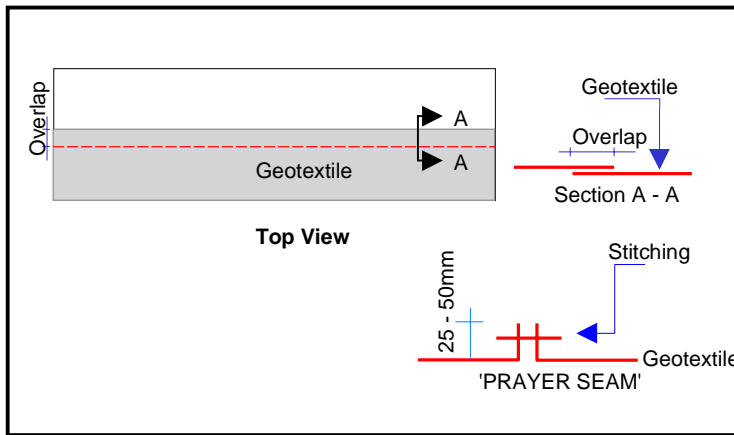 Overlap
A
A
Geotextile
Top View
Geotextile
Overlap
Section A - A
Stitching
25 - 50mm
Geotextile
'PRAYER SEAM'